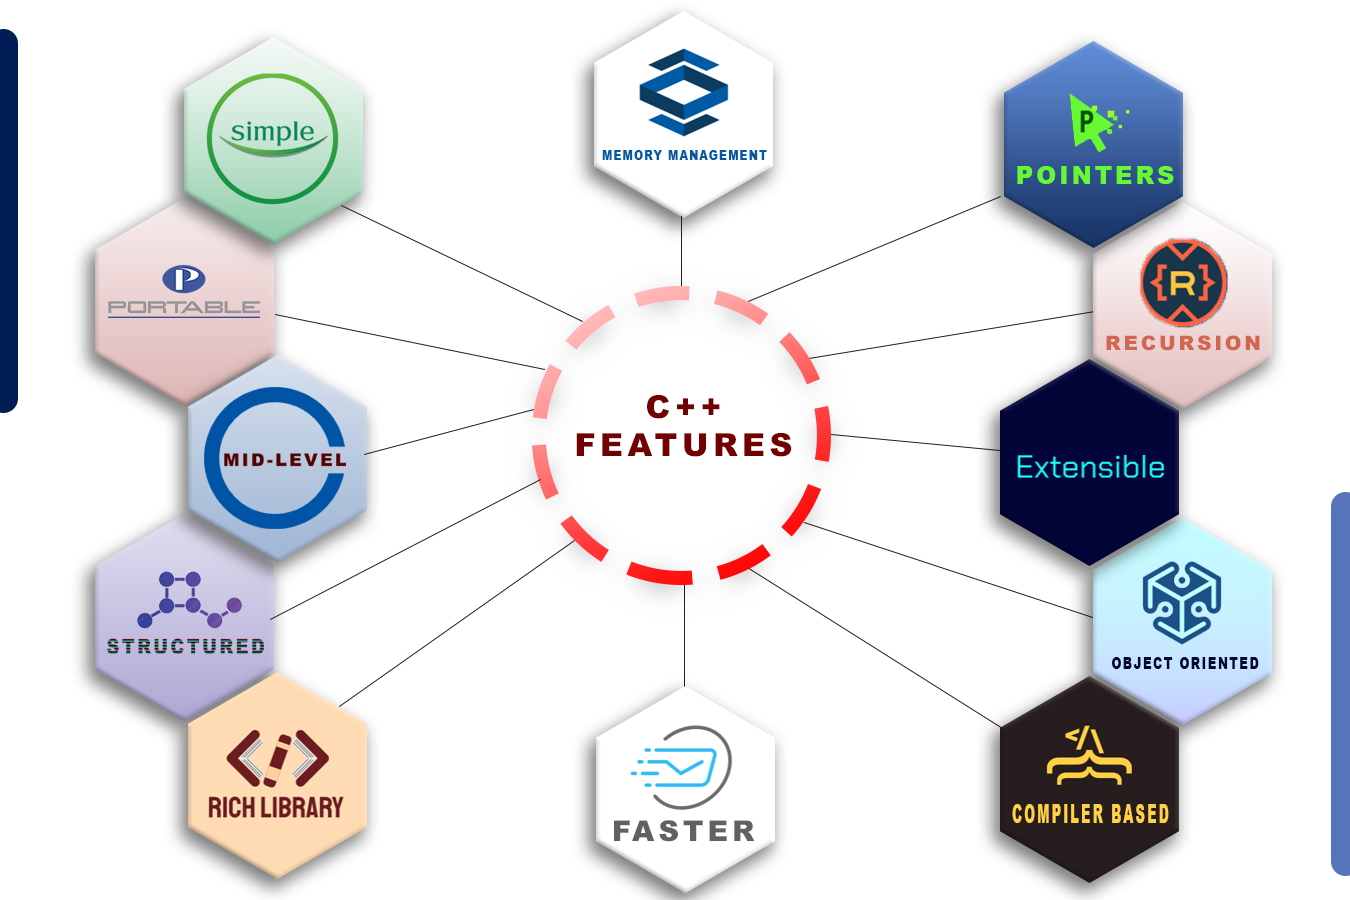 simple
MEMORY MANAGEMENT
P
POINTERS
P
PORTABLE
{R}
RECURSION
C++
FEATURES
MID-LEVEL
Extensible
STRUCTURED
OBJECT ORIENTED
RICH LIBRARY
FASTER
</\
COMPILER BASED